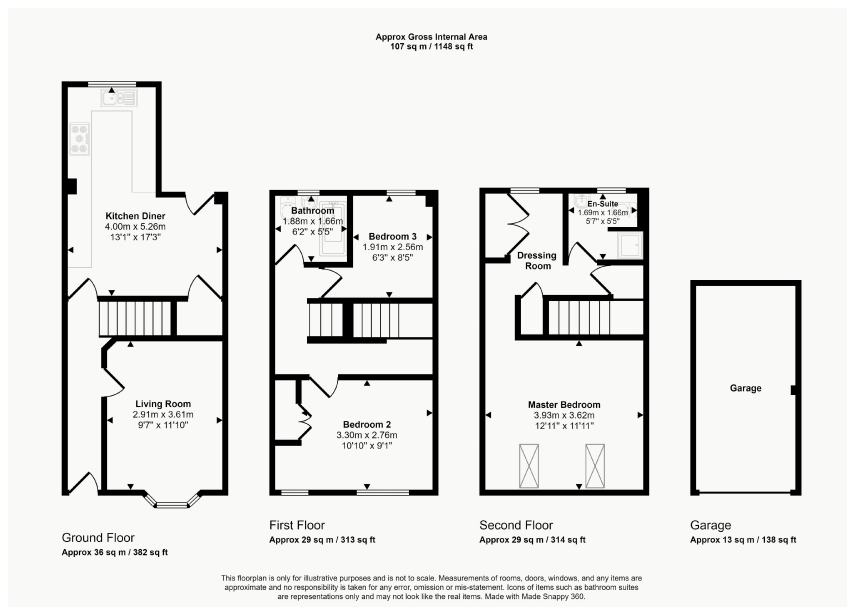 Approx Gross Internal Area
107 sq m / 1148 sq ft
Kitchen Diner
4.00m x 5.26m
13'1" x 17'3"
Living Room
2.91m x 3.61m
9'7" x 11'10"
Ground Floor
Approx 36 sq m / 382 sq ft
Bathroom
1.88m x 1.66m
6'2" x 5'5"
Bedroom 3
1.91m x 2.56m
6'3" x 8'5"
Bedroom 2
3.30m x 2.76m
10'10" x 9'1"
First Floor
Approx 29 sq m / 313 sq ft
En-Suite
1.69m x 1.66m
5'7" x 5'5"
Dressing
Room
Master Bedroom
3.93m x 3.62m
12'11" x 11'11"
Second Floor
Approx 29 sq m / 314 sq ft
Garage
Garage
Approx 13 sq m / 138 sq ft
This floorplan is only for illustrative purposes and is not to scale. Measurements of rooms, doors, windows, and any items are
approximate and no responsibility is taken for any error, omission or mis-statement. Icons of items such as bathroom suites
are representations only and may not look like the real items. Made with Made Snappy 360.